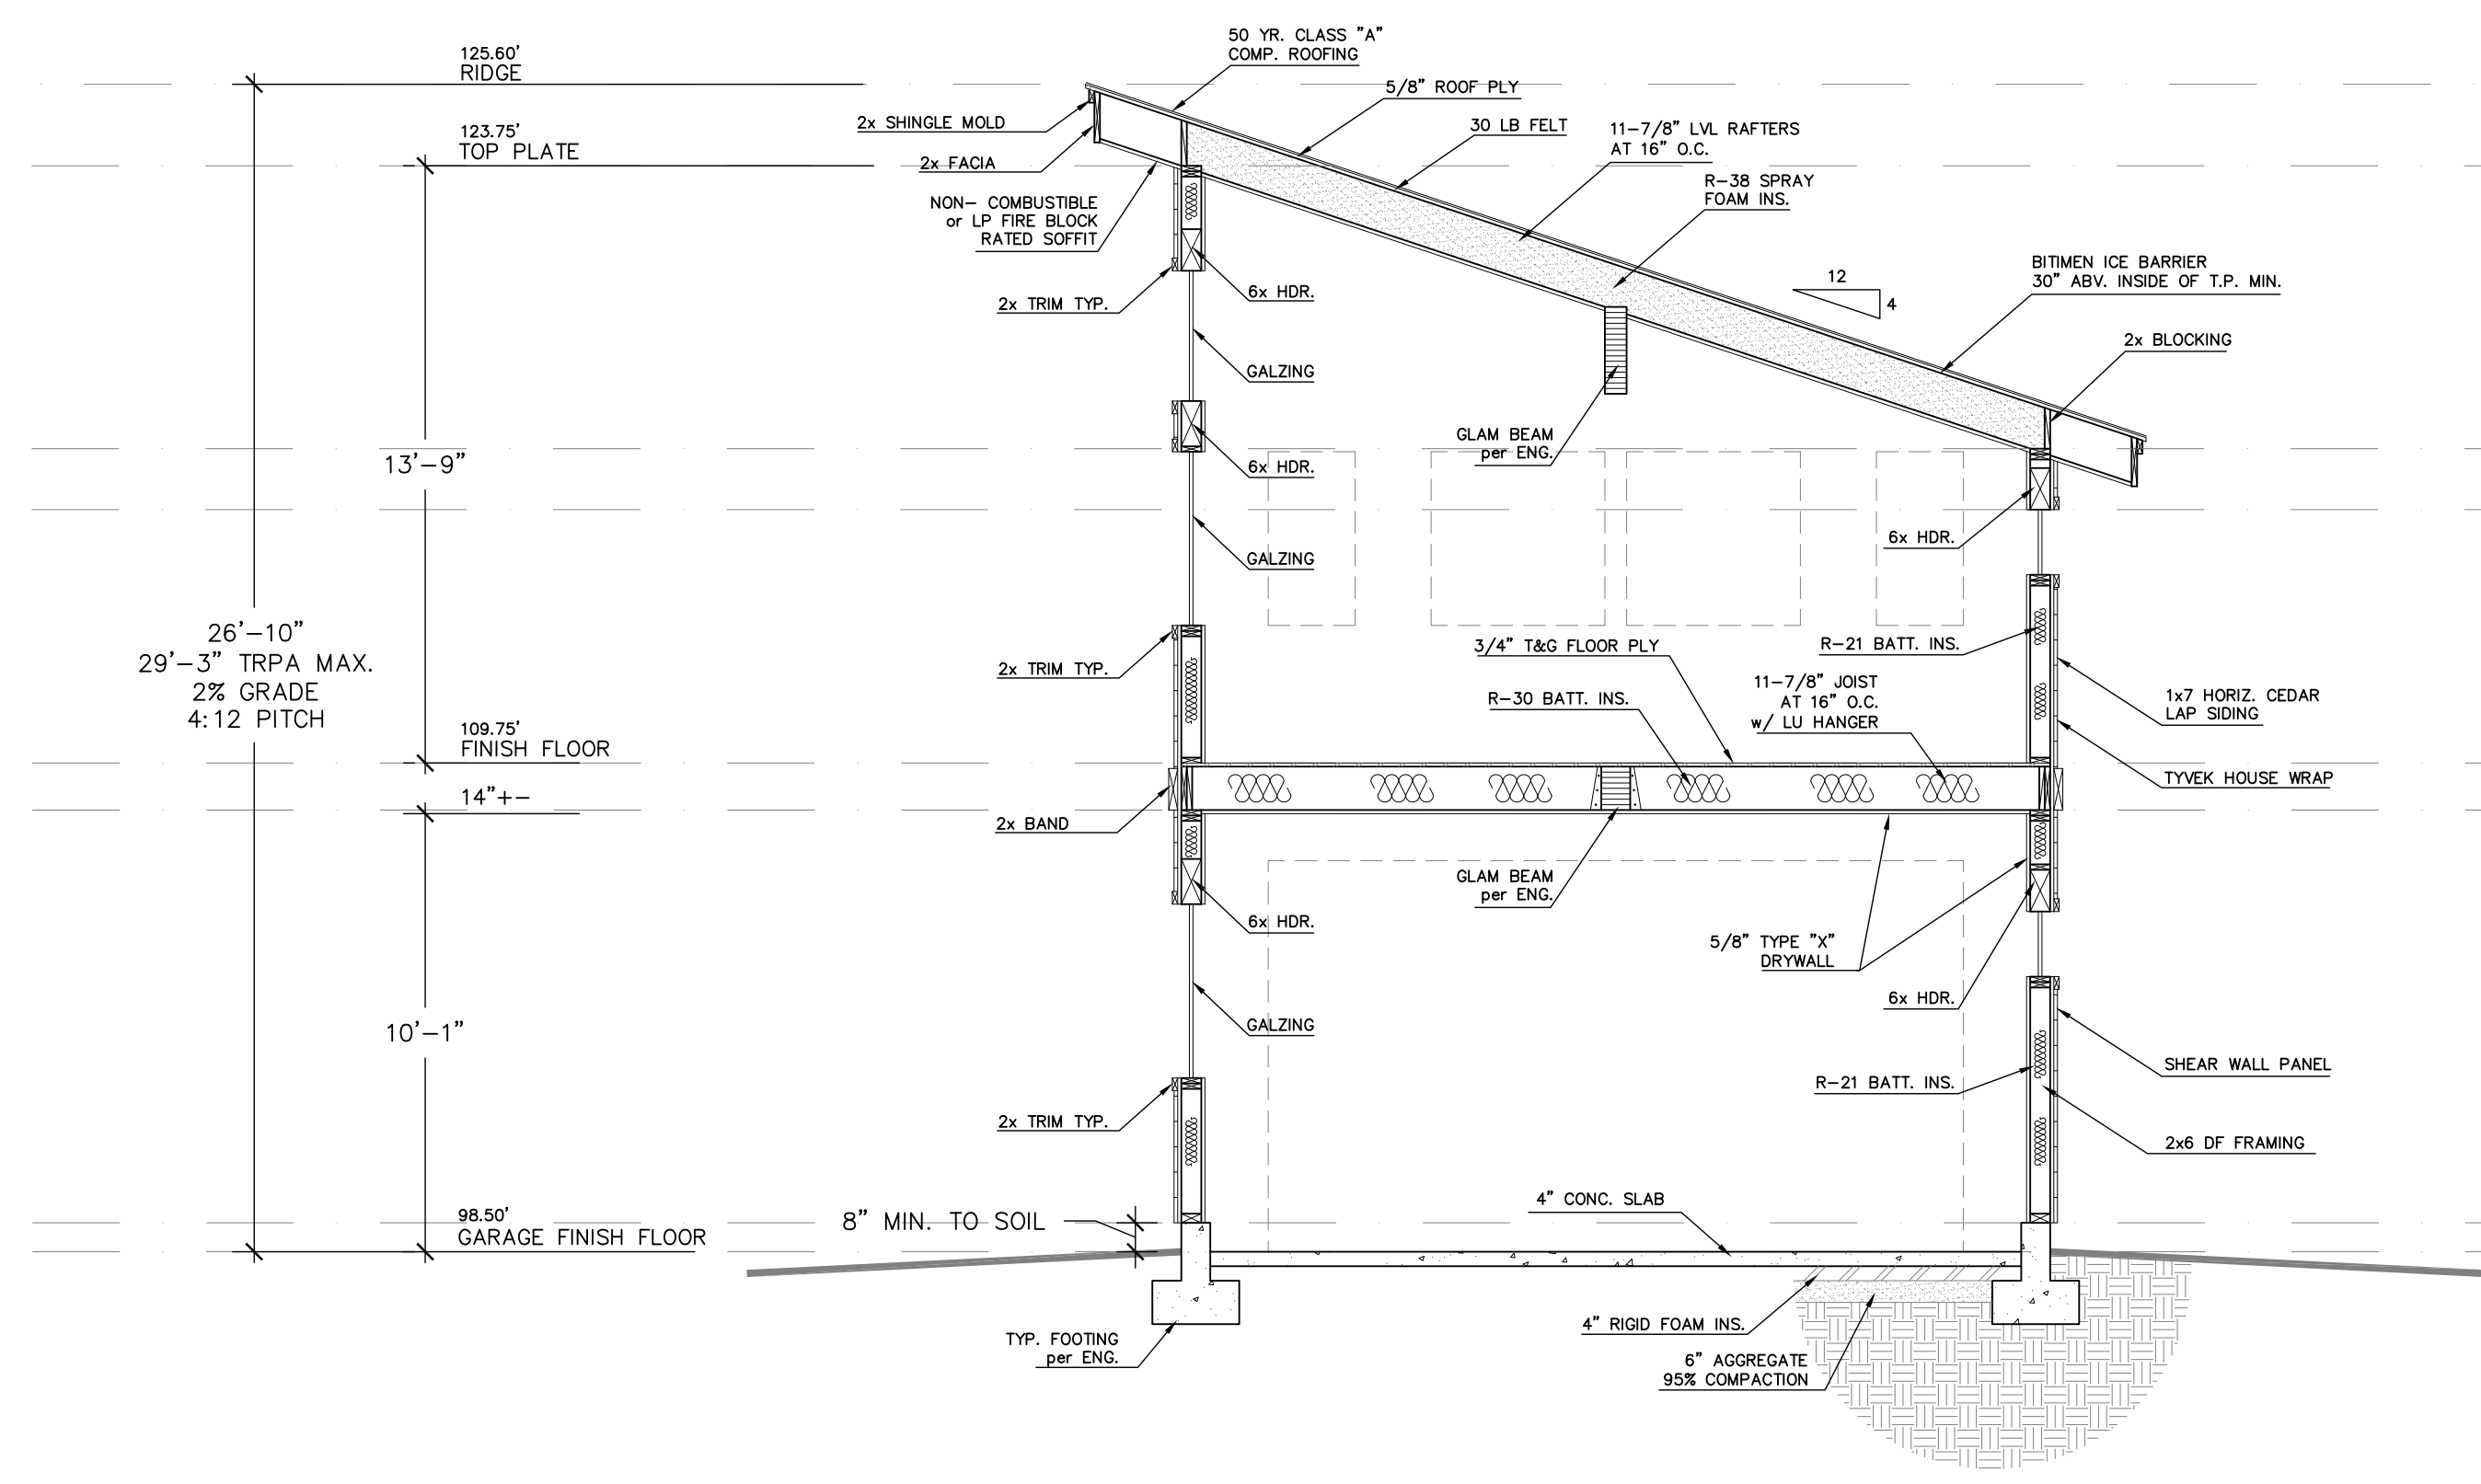 125.60'
RIDGE
123.75'
TOP PLATE
13'-9"
26'-10"
29'-3" TRPA MAX.
2% GRADE
4:12 PITCH
109.75'
FINISH FLOOR
14"+-
10'-1"
98.50'
GARAGE FINISH FLOOR
8" MIN. TO SOIL
50 YR. CLASS "A"
COMP. ROOFING
5/8" ROOF PLY
2x SHINGLE MOLD
30 LB FELT
11-7/8" LVL RAFTERS
AT 16" O.C.
2x FACIA
R-38 SPRAY
FOAM INS.
NON- COMBUSTIBLE
or LP FIRE BLOCK
RATED SOFFIT
12
4
BITIMEN ICE BARRIER
30" ABV. INSIDE OF T.P. MIN.
2x TRIM TYP.
6x HDR.
2x BLOCKING
GALZING
GLAM BEAM
per ENG.
6x HDR.
6x HDR.
GALZING
2x TRIM TYP.
3/4" T&G FLOOR PLY
R-21 BATT. INS.
R-30 BATT. INS.
11-7/8" JOIST
AT 16" O.C.
w/ LU HANGER
1x7 HORIZ. CEDAR
LAP SIDING
TYVEK HOUSE WRAP
2x BAND
GLAM BEAM
per ENG.
6x HDR.
5/8" TYPE "X"
DRYWALL
6x HDR.
GALZING
SHEAR WALL PANEL
R-21 BATT. INS.
2x TRIM TYP.
2x6 DF FRAMING
4" CONC. SLAB
TYP. FOOTING
per ENG.
4" RIGID FOAM INS.
6" AGGREGATE
95% COMPACTION